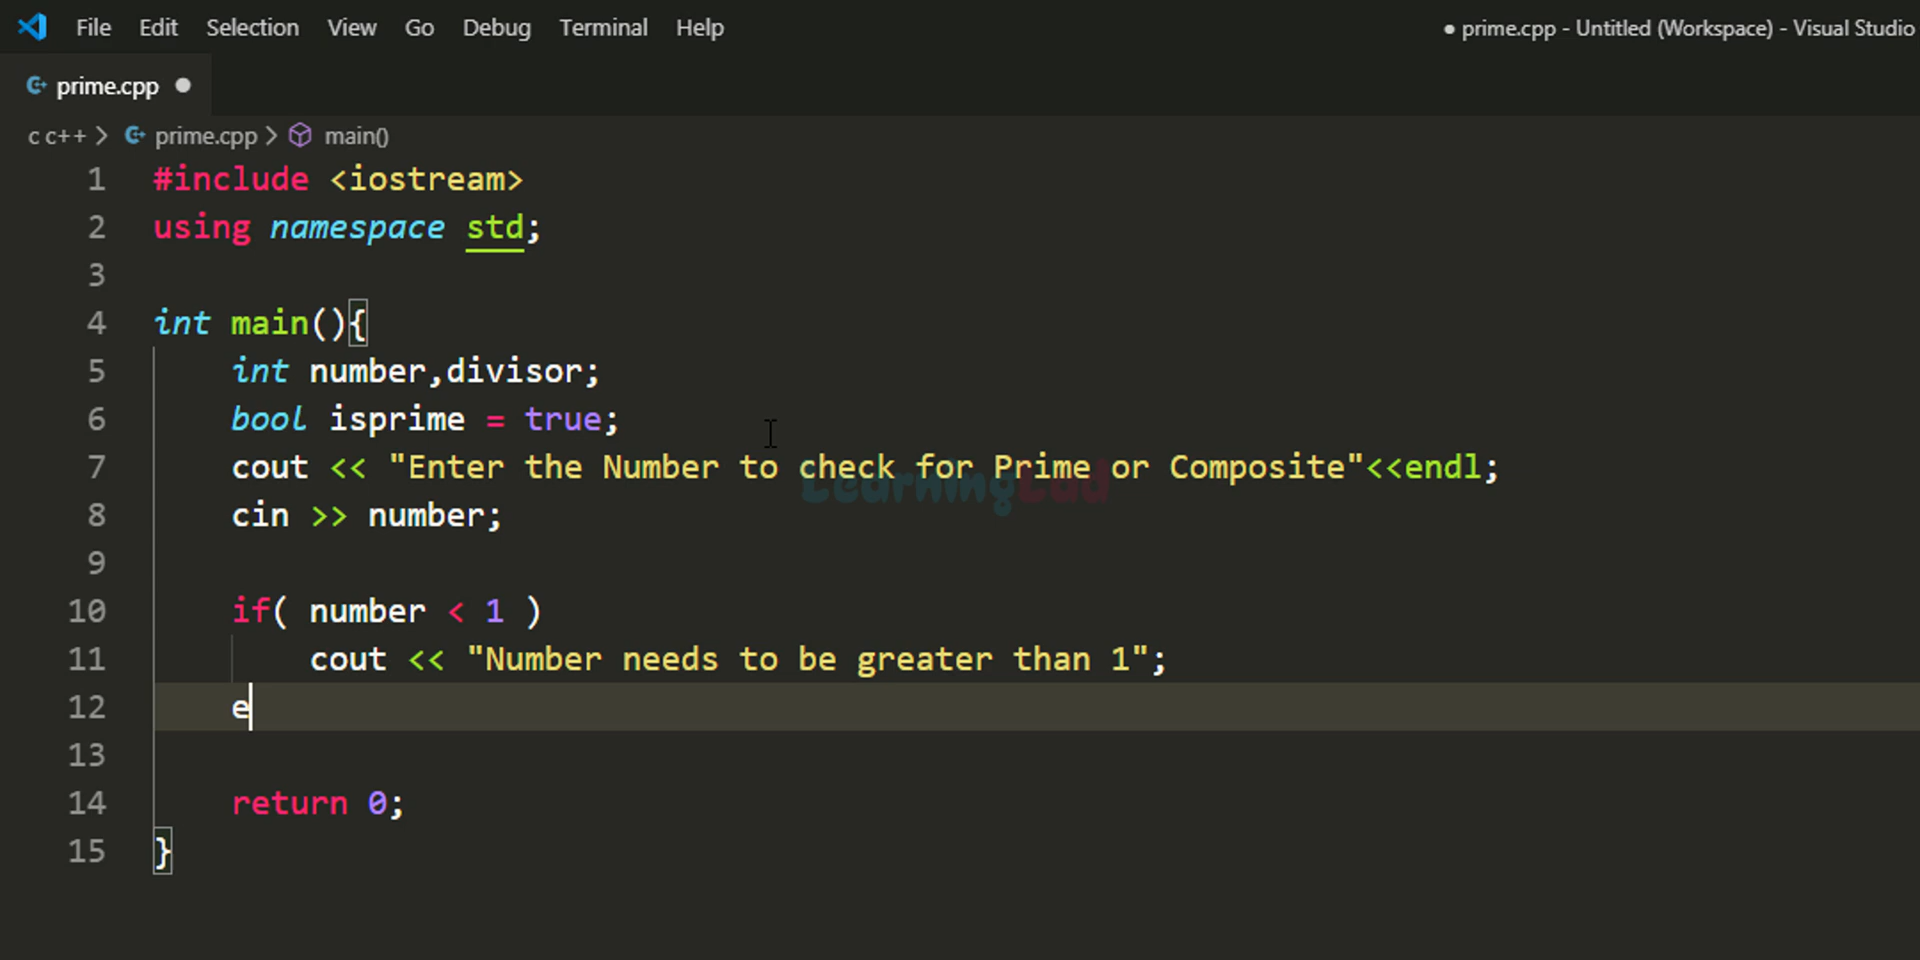 File Edit Selection View Go Debug Terminal Help ● prime.cpp - Untitled (Workspace) - Visual Studio
prime.cpp ●
c c++ > prime.cpp > main()
1 #include <iostream>
2 using namespace std;
3
4 int main(){
5 int number,divisor;
6 bool isprime = true;
7 cout << "Enter the Number to check for Prime or Composite"<<endl;
LearningLad
8 cin >> number;
9
10 if( number < 1 )
11 cout << "Number needs to be greater than 1";
12 e
13
14 return 0;
15 }